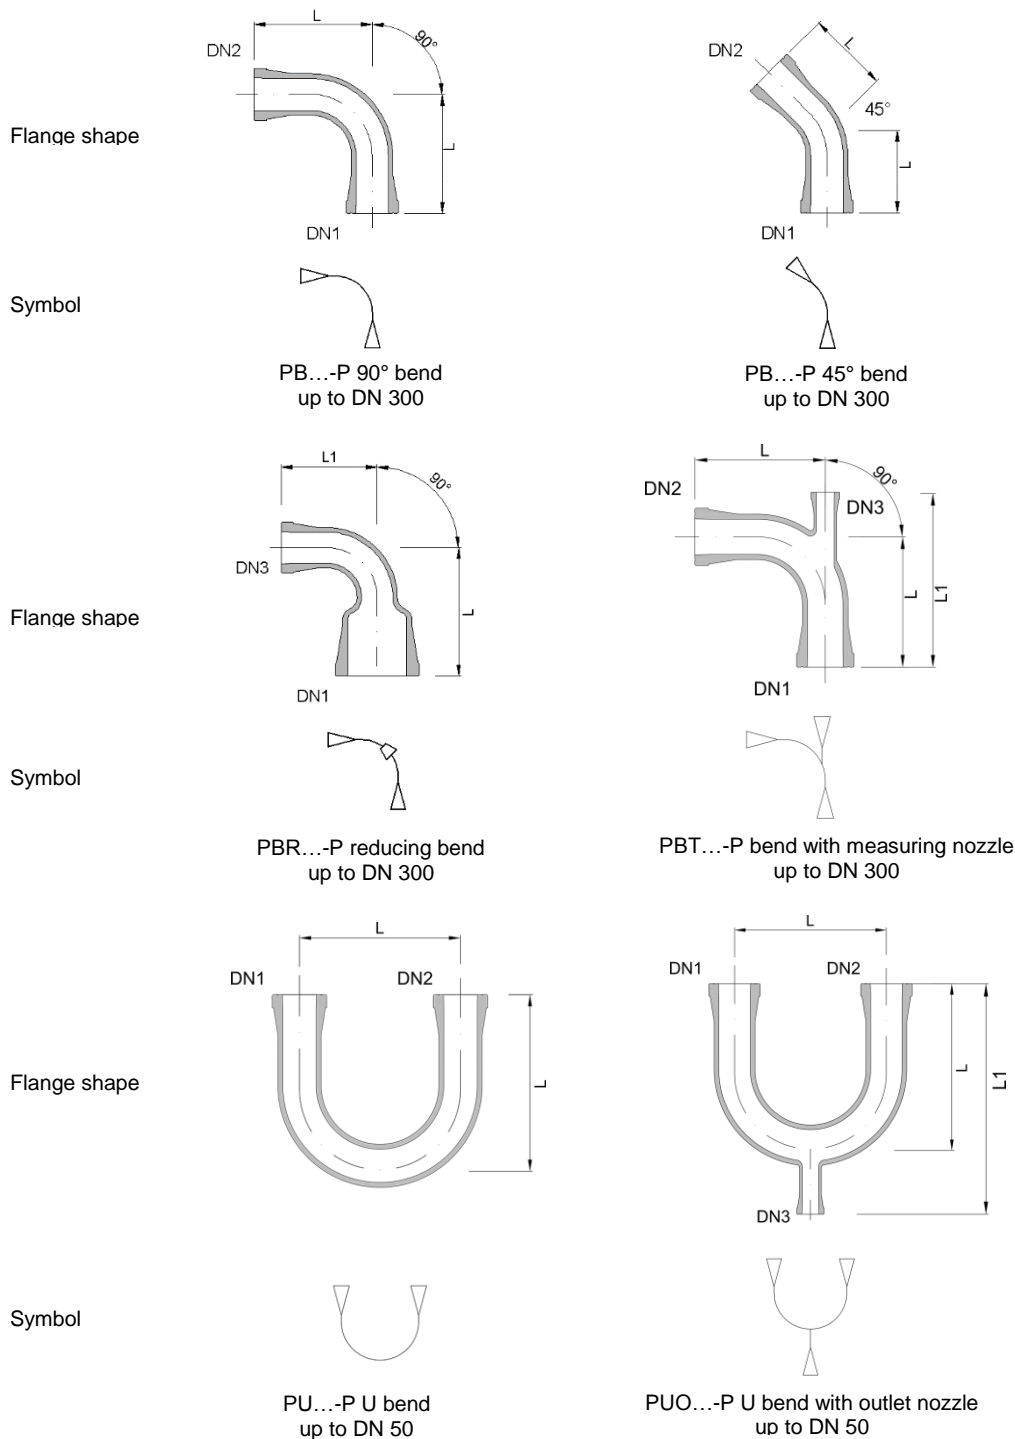 L
90°
DN2
L
DN1
L
DN2
45°
L
DN1
Flange shape
Symbol
PB...-P 90° bend
up to DN 300
PB...-P 45° bend
up to DN 300
L1
90°
DN3
L
DN1
L
90°
DN2
DN3
L
L1
DN1
Flange shape
Symbol
PBR...-P reducing bend
up to DN 300
PBT...-P bend with measuring nozzle
up to DN 300
L
DN1
DN2
L
L
DN1
DN2
L
L1
DN3
Flange shape
Symbol
PU...-P U bend
up to DN 50
PUO...-P U bend with outlet nozzle
up to DN 50